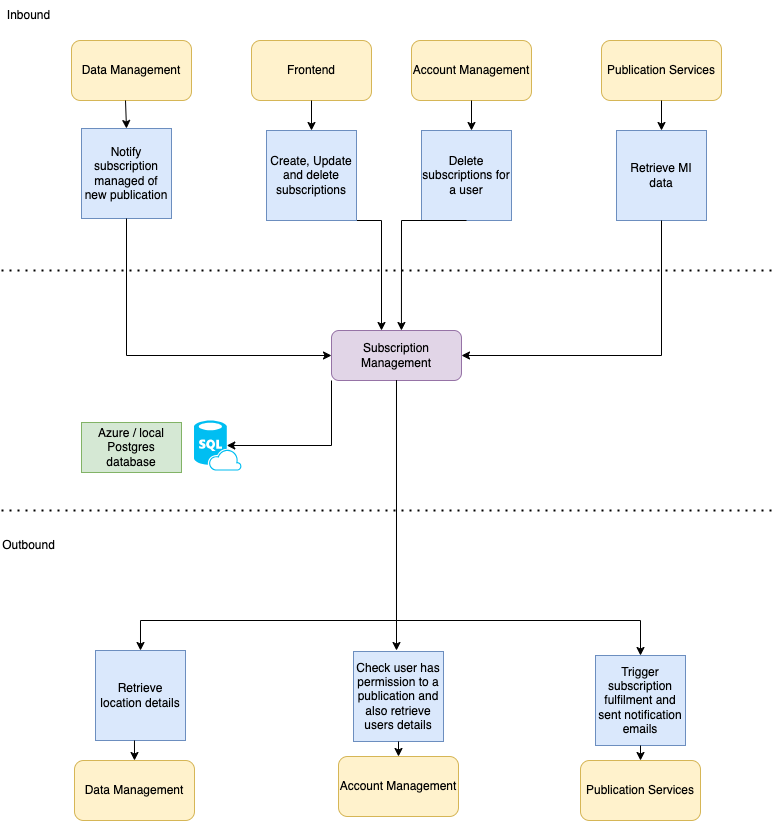 Inbound
Data Management
Frontend
Account Management
Publication Services
Notify
subscription
managed of
new publication
Create, Update
and delete
subscriptions
Delete
subscriptions for
a user
Retrieve MI
data
Subscription
Management
Azure / local
Postgres
database
SQL
Outbound
Retrieve
location details
Check user has
permission to a
publication and
also retrieve
users details
Trigger
subscription
fulfilment and
sent notification
emails
Data Management
Account Management
Publication Services